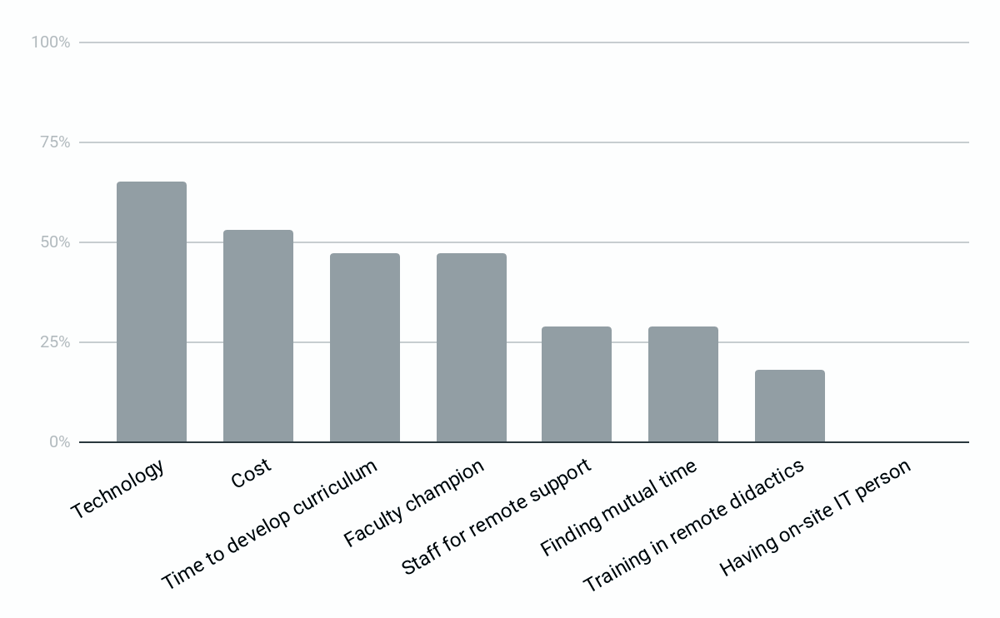 100%
75%
50%
25%
0%
Technology
Cost
Time to develop curriculum
Faculty champion
Staff for remote support
Finding mutual time
Training in remote didactics
Having on-site IT person